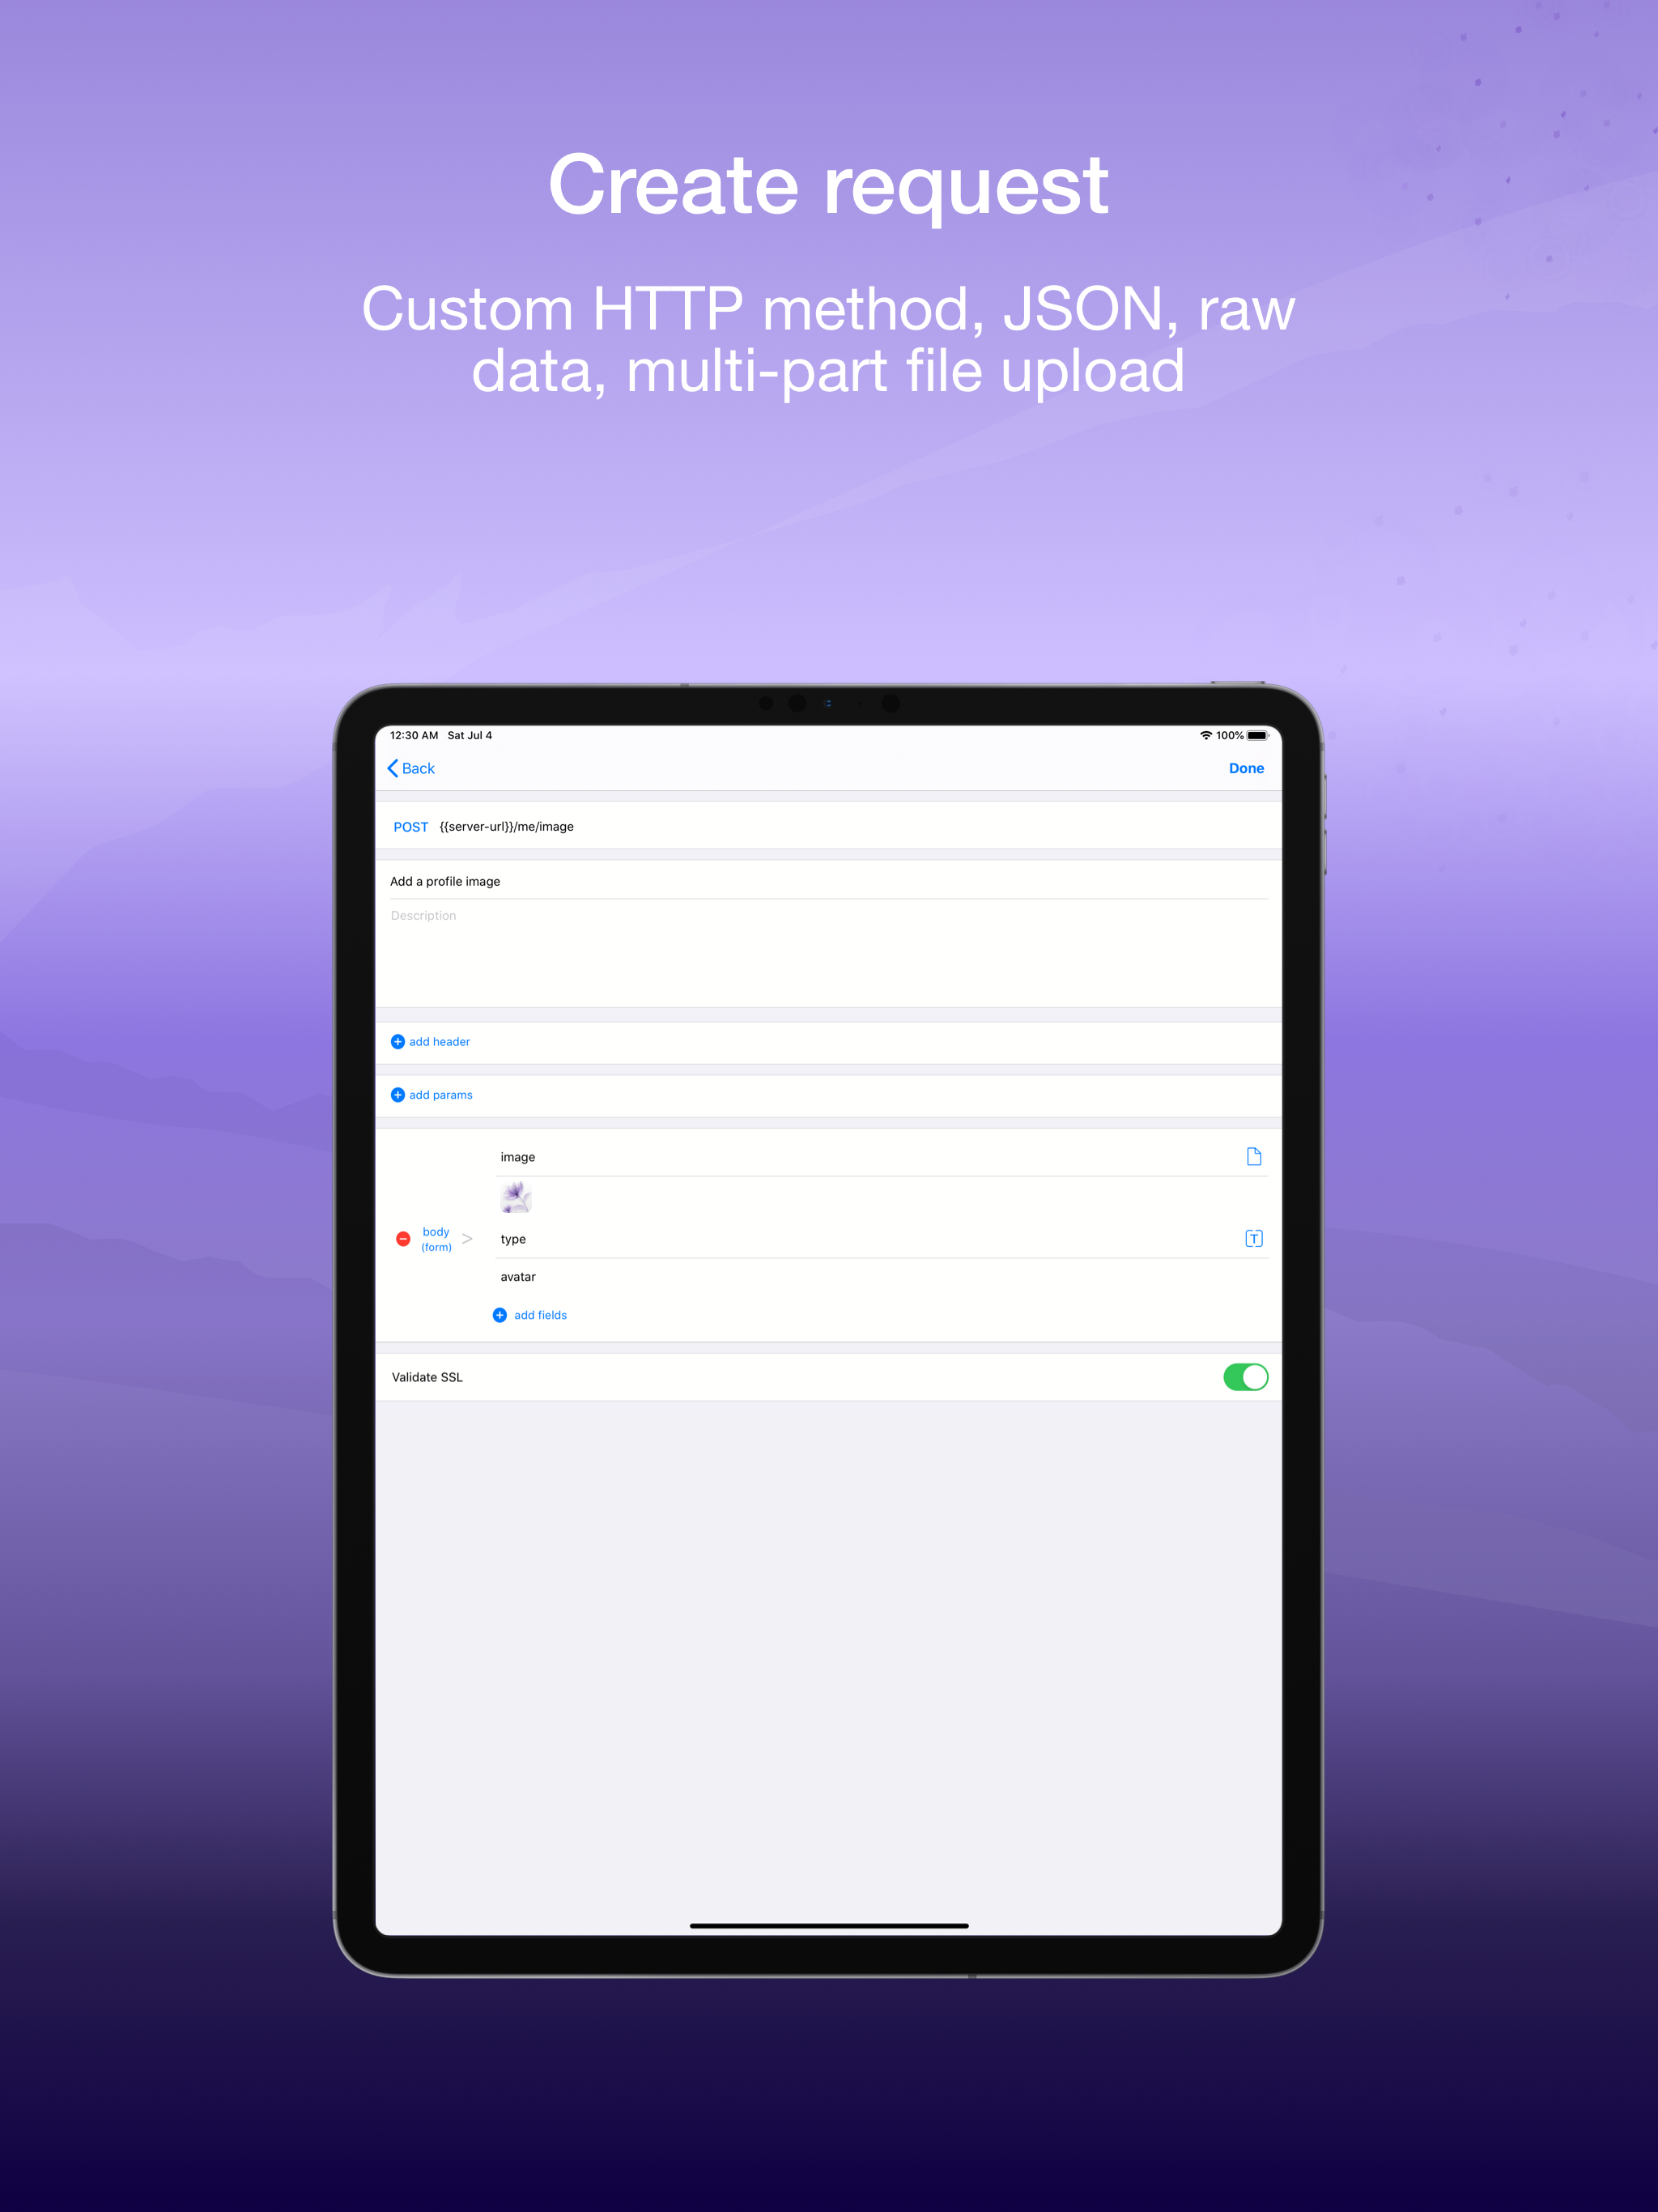 Create request
Custom HTTP method, JSON, raw
data, multi-part file upload
12:30 AM Sat Jul 4
100%
Back
Done
POST {{server-url}}/me/image
Add a profile image
Description
add header
add params
image
body
(form)
>
type
T
avatar
add fields
Validate SSL